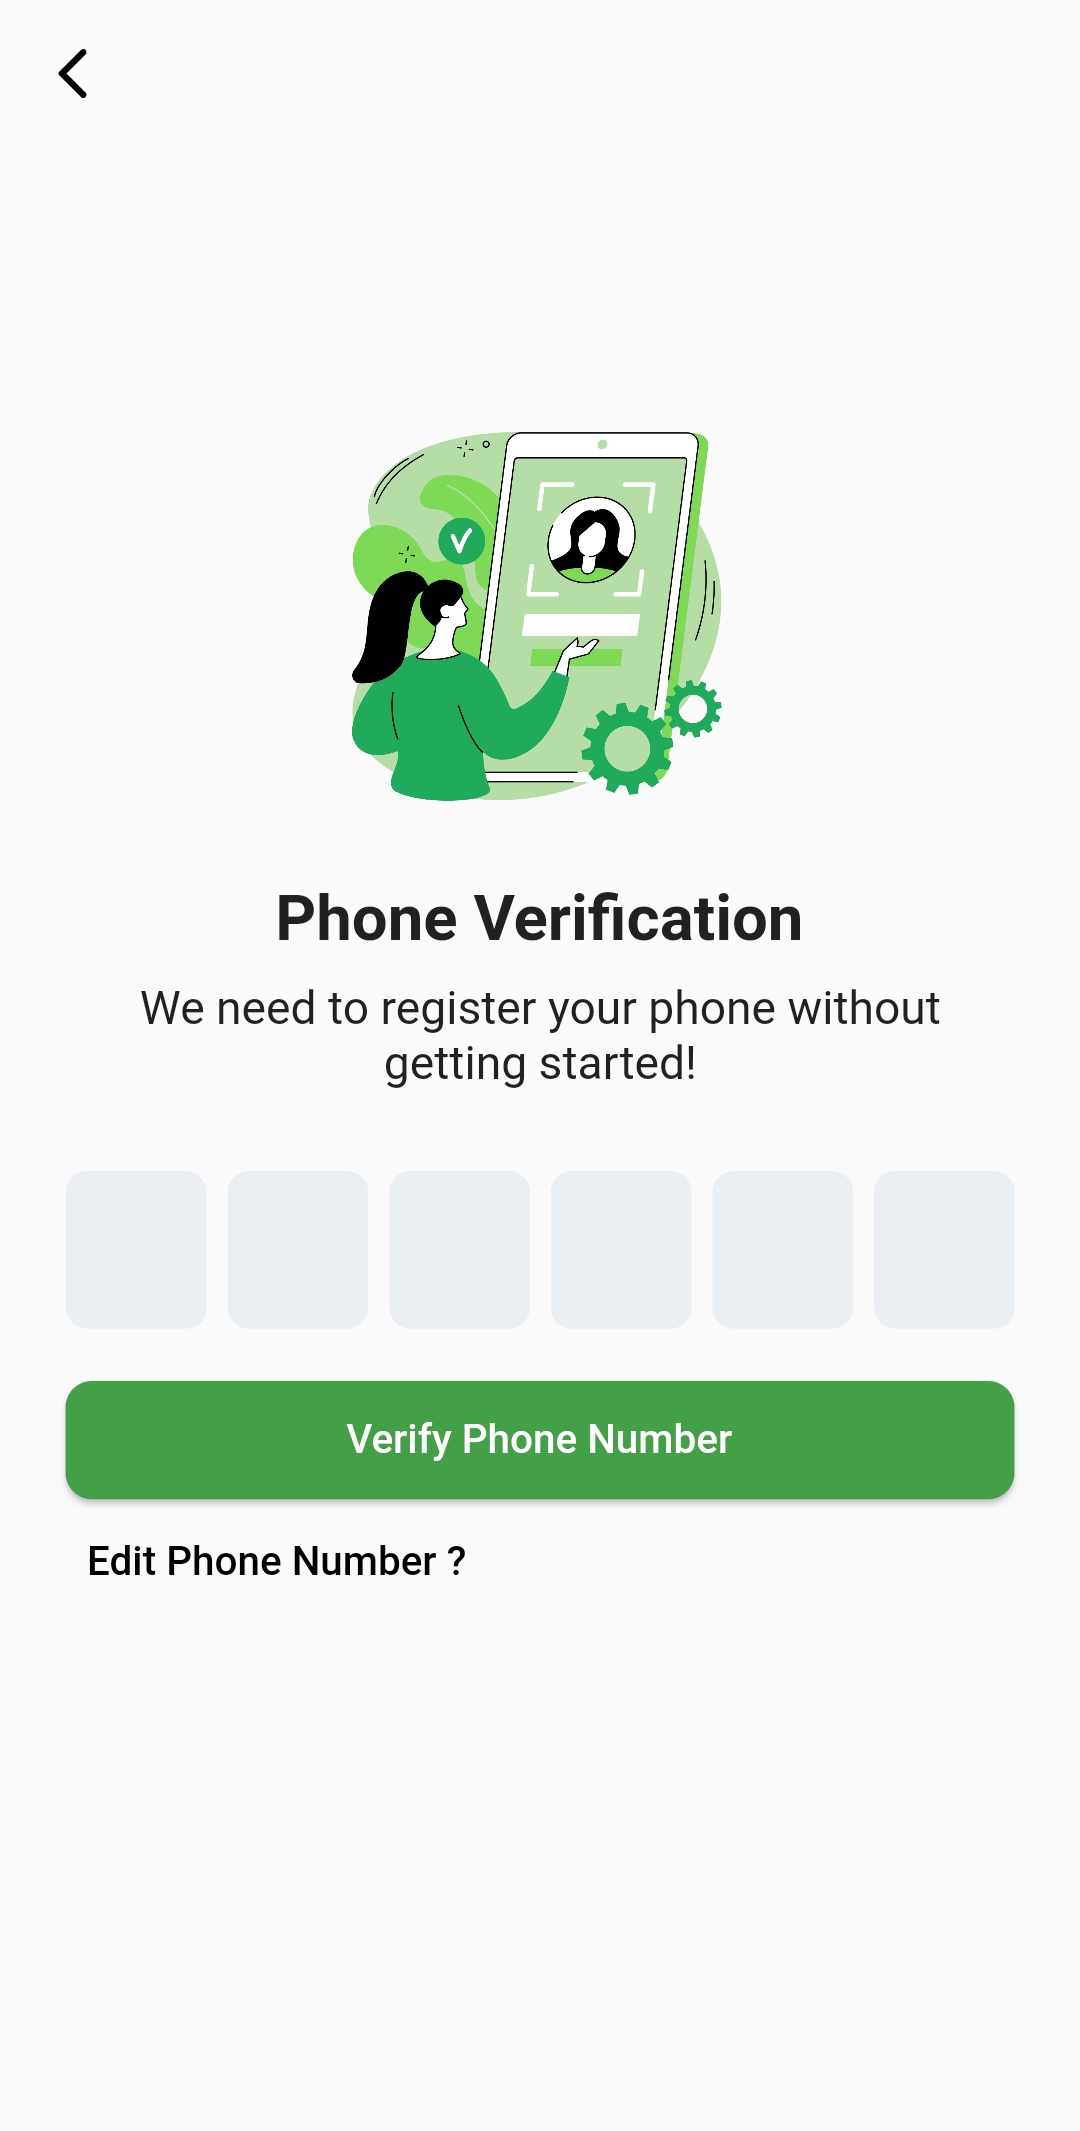 Phone Verification
We need to register your phone without
getting started!
Verify Phone Number
Edit Phone Number ?